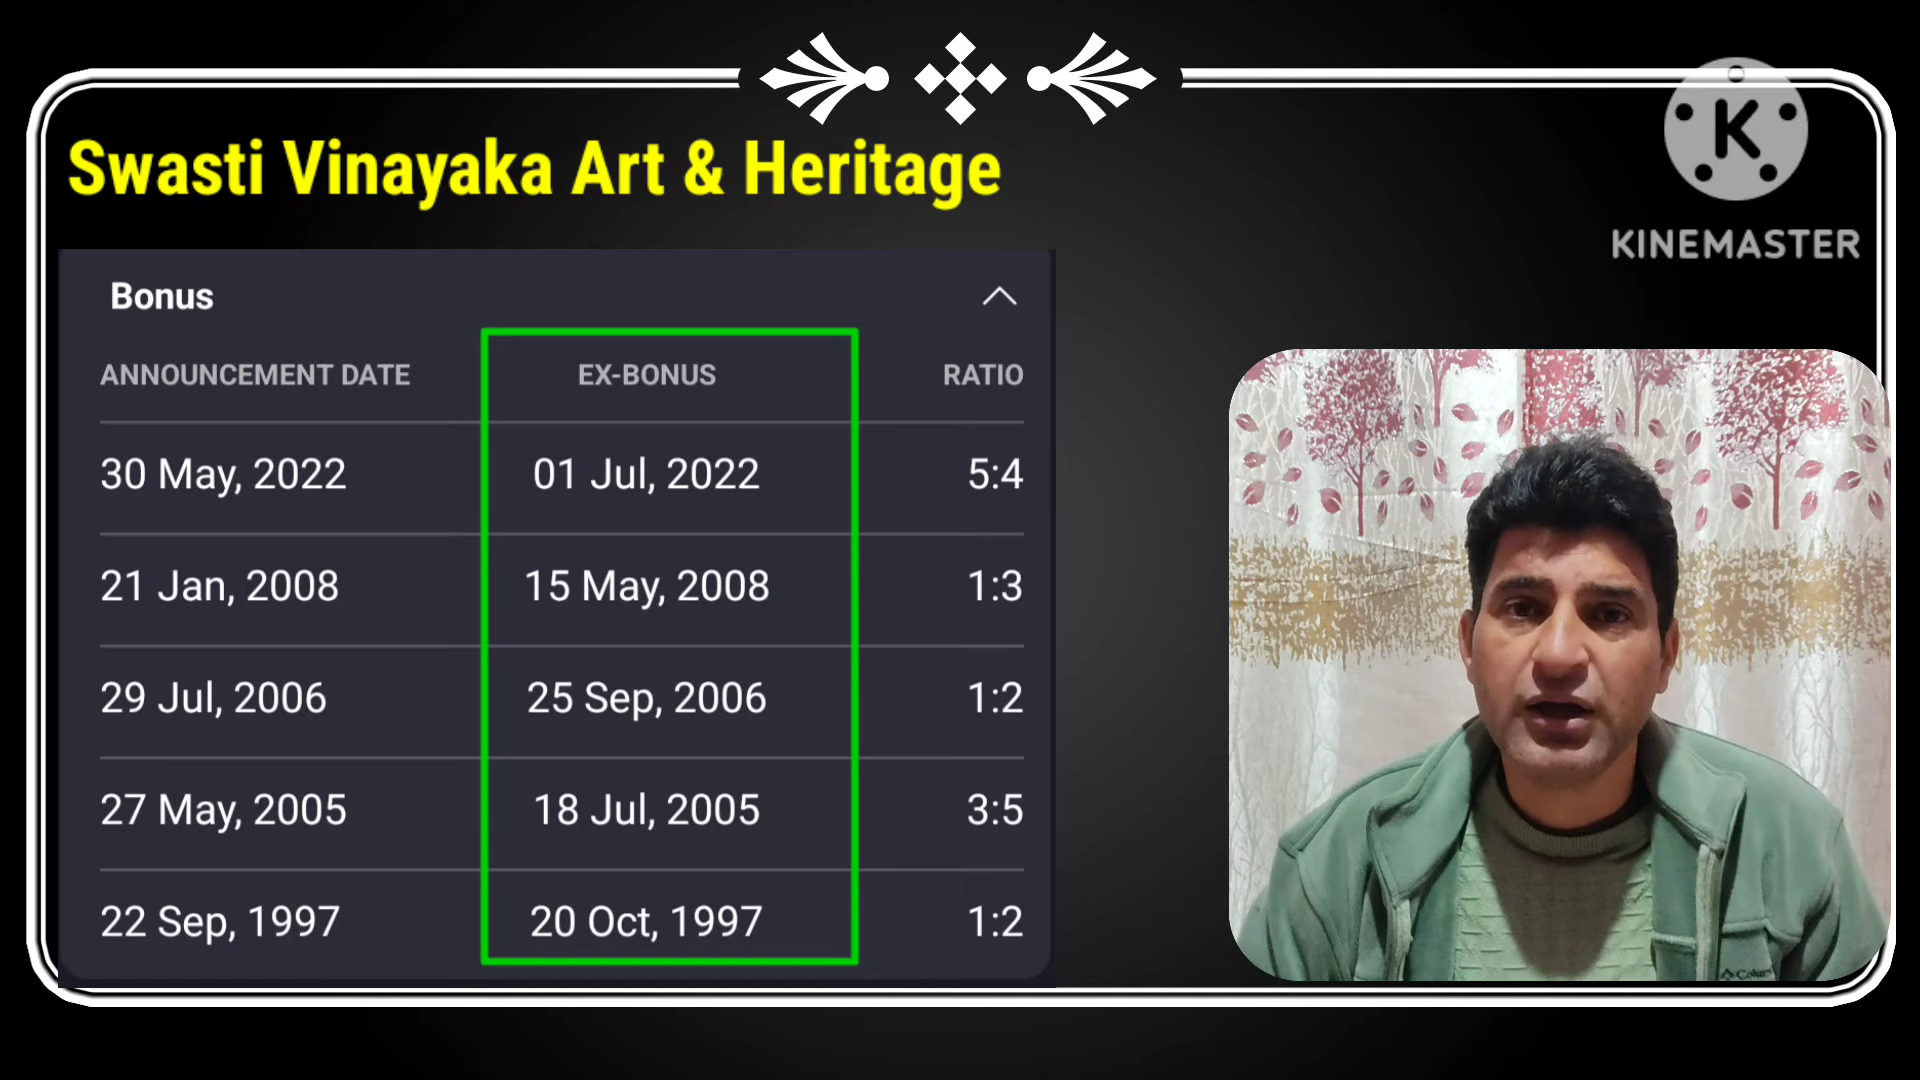 Swasti Vinayaka Art & Heritage
K
KINEMASTER
Bonus
ANNOUNCEMENT DATE EX-BONUS RATIO
30 May, 2022 01 Jul, 2022 5:4
21 Jan, 2008 15 May, 2008 1:3
29 Jul, 2006 25 Sep, 2006 1:2
27 May, 2005 18 Jul, 2005 3:5
22 Sep, 1997 20 Oct, 1997 1:2